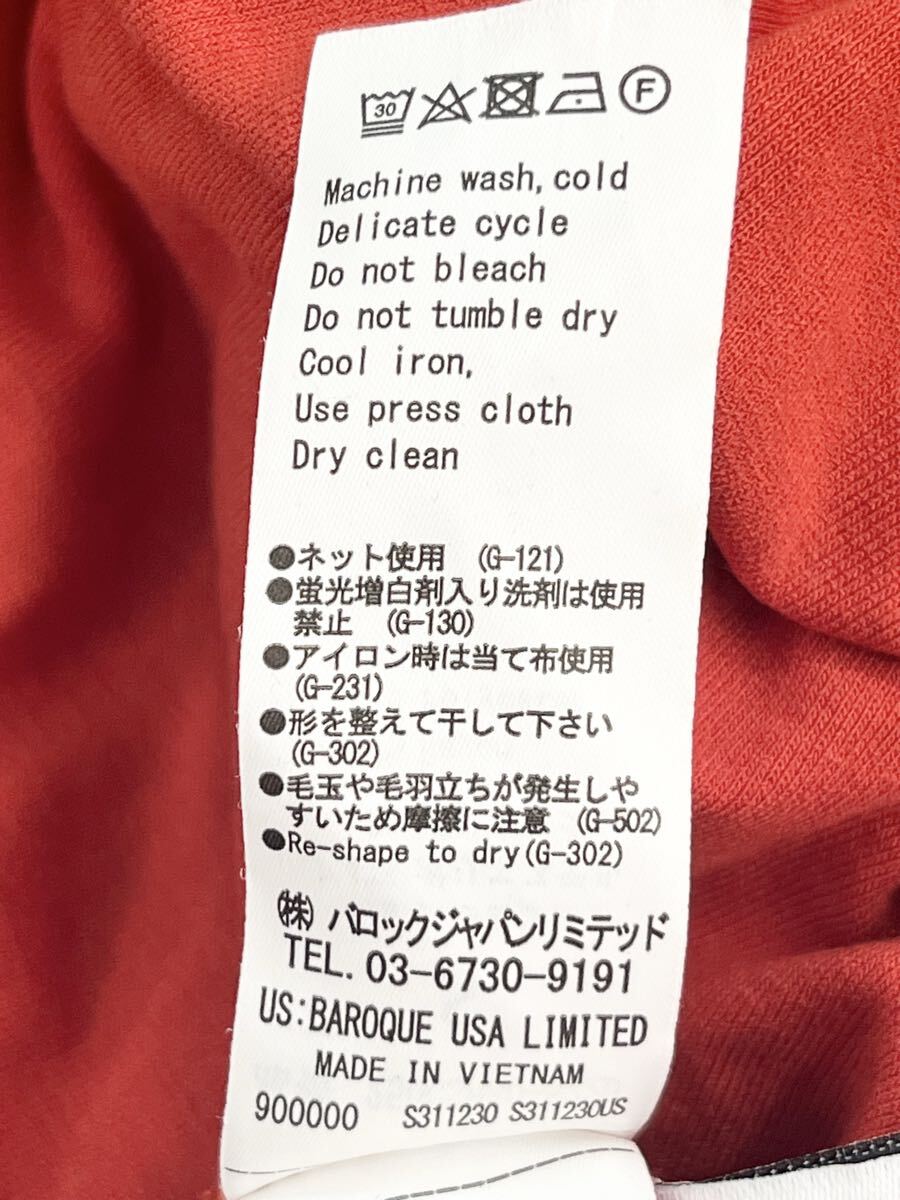 30
F
Machine wash, cold
Delicate cycle
Do not bleach
Do not tumble dry
Cool iron,
Use press cloth
Dry clean
●ネット使用 (G-121)
●蛍光増白剤入り洗剤は使用
禁止 (G-130)
●アイロン時は当て布使用
(G-231)
●形を整えて干して下さい
(G-302)
●毛玉や毛羽立ちが発生しや
すいため摩擦に注意 (G-502)
●Re-shape to dry(G-302)
㈱バロックジャパンリミテッド
TEL. 03-6730-9191
US:BAROQUE USA LIMITED
MADE IN VIETNAM
900000 S311230 S311230US